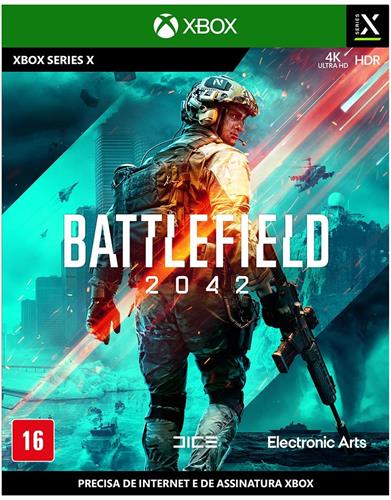 XBOX
SERIES X
XBOX SERIES X
4K HDR
ULTRA HD
BATTLEFIELD
2042
16
DICE Electronic Arts
PRECISA DE INTERNET E DE ASSINATURA XBOX